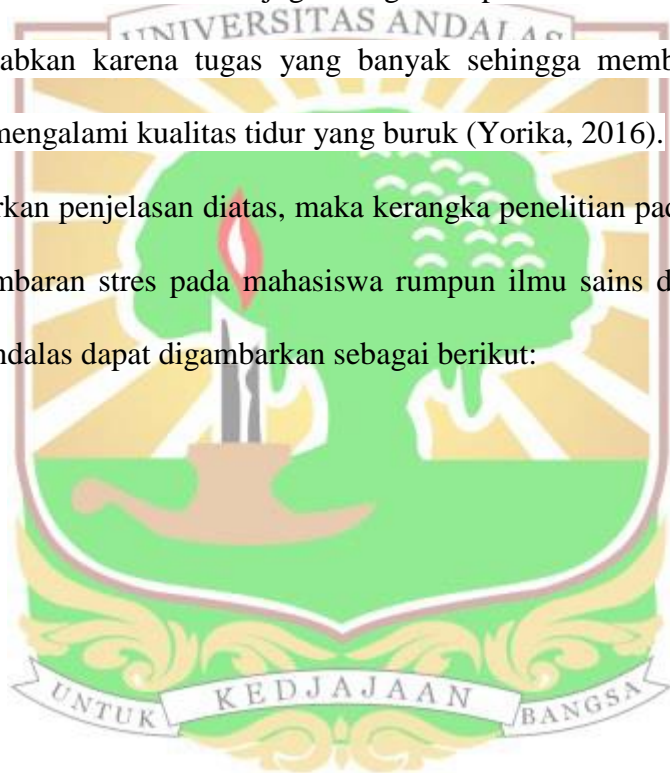 juga
UNIVERSITAS ANDALAS
abkan karena tugas yang banyak sehingga memb
mengalami kualitas tidur yang buruk (Yorika, 2016).
rkan penjelasan diatas, maka kerangka penelitian pad
mbaran stres pada mahasiswa rumpun ilmu sains d
ndalas dapat digambarkan sebagai berikut:
UNTUK KEDJAJAAN BANGSA